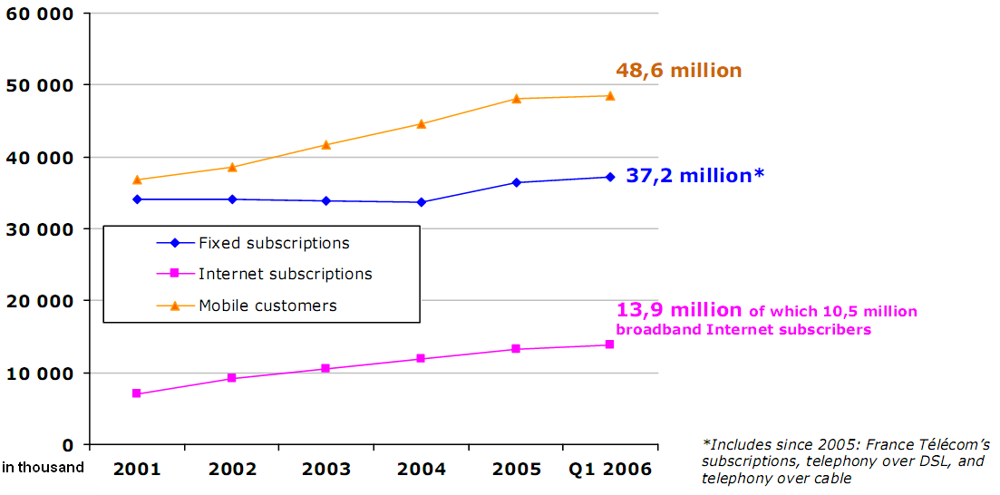 60 000
50 000
40 000
30 000
20 000
10 000
0
in thousand
2001 2002 2003 2004 2005 Q1 2006
48,6 million
37,2 million*
Fixed subscriptions
Internet subscriptions
Mobile customers
13,9 million of which 10,5 million
broadband Internet subscribers
*Includes since 2005: France Télécom's
subscriptions, telephony over DSL, and
telephony over cable